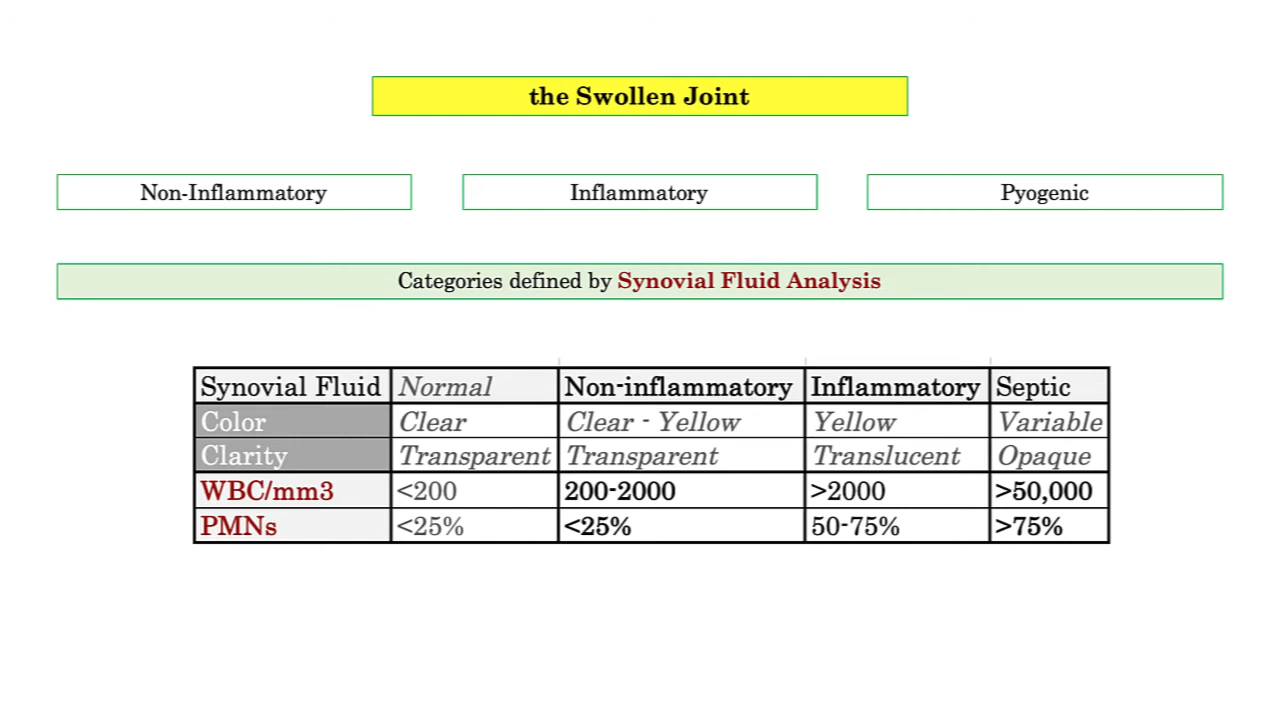 the Swollen Joint
Non-Inflammatory Inflammatory Pyogenic
Categories defined by Synovial Fluid Analysis
Synovial Fluid Normal Non-inflammatory Inflammatory Septic
Color Clear Clear - Yellow Yellow Variable
Clarity Transparent Transparent Translucent Opaque
WBC/mm3 <200 200-2000 >2000 >50,000
PMNs <25% <25% 50-75% >75%